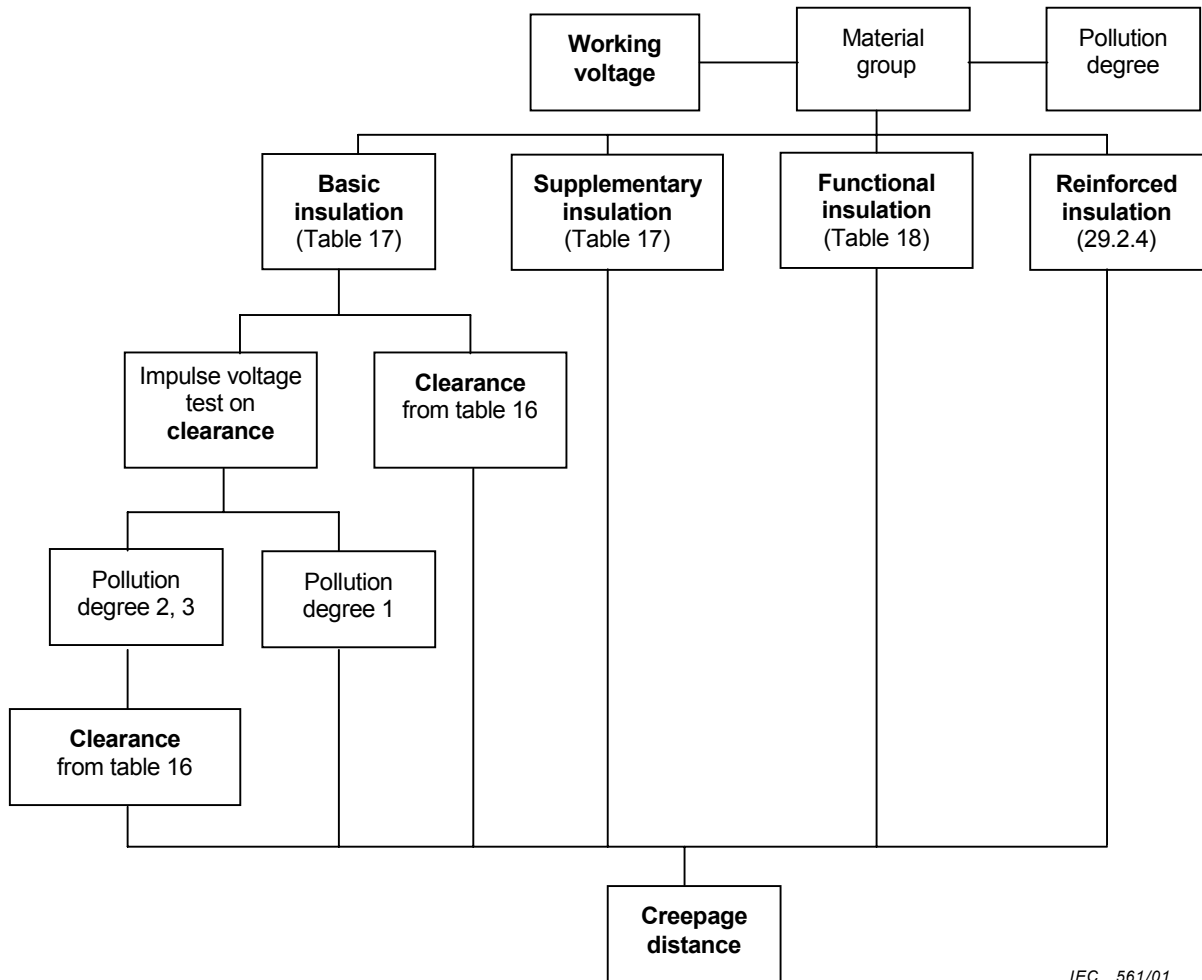 Working
voltage
Material
group
Pollution
degree
Basic
insulation
(Table 17)
Supplementary
insulation
(Table 17)
Functional
insulation
(Table 18)
Reinforced
insulation
(29.2.4)
Impulse voltage
test on
clearance
Clearance
from table 16
Pollution
degree 2, 3
Pollution
degree 1
Clearance
from table 16
Creepage
distance
IEC 561/01